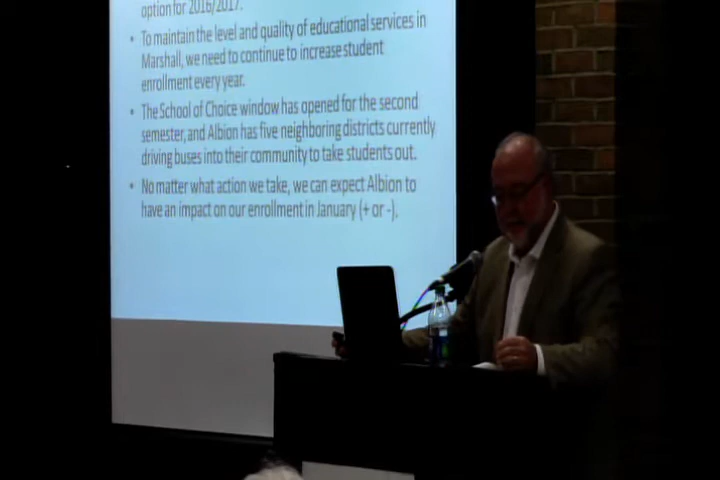 option for 2016/2017.
• To maintain the level and quality of educational services in
Marshall, we need to continue to increase student
enrollment every year.
• The School of Choice window has opened for the second
semester, and Albion has five neighboring districts currently
driving buses into their community to take students out.
• No matter what action we take, we can expect Albion to
have an impact on our enrollment in January (+ or -).